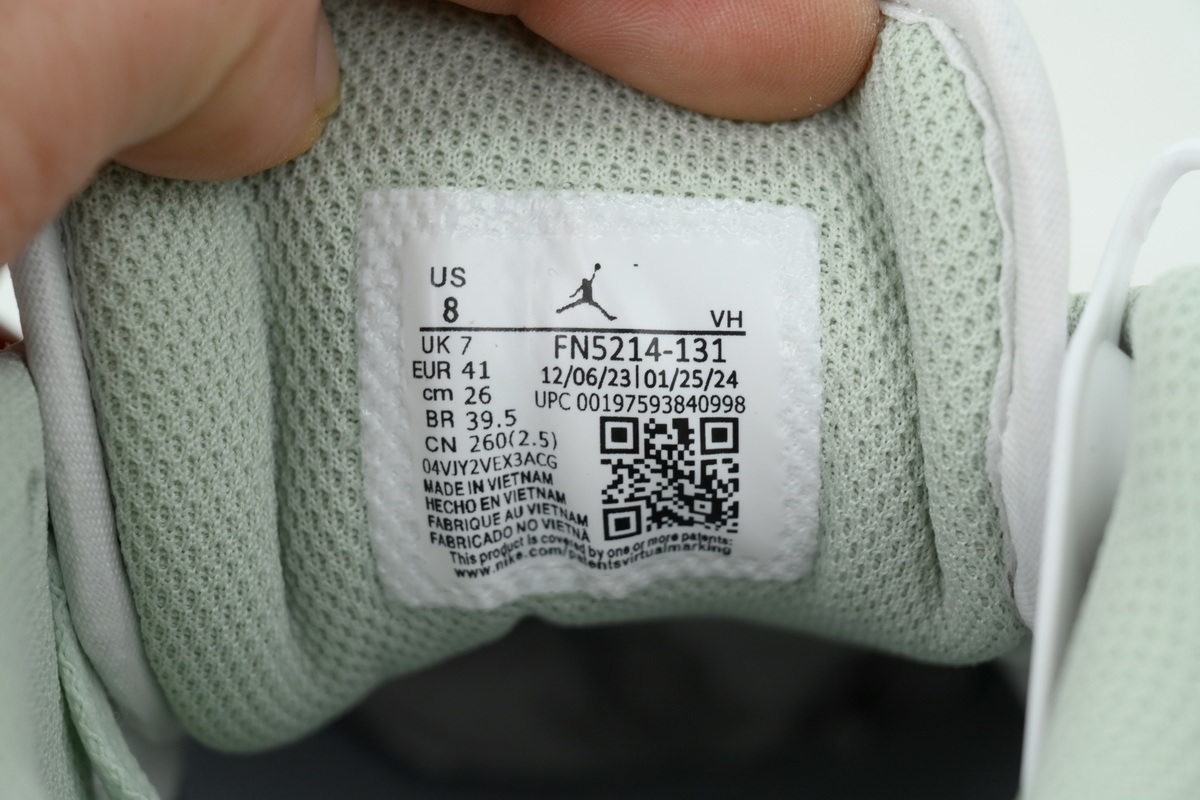 US
8
VH
UK 7
EUR 41
cm 26
BR 39.5
CN 260(2.5)
FN5214-131
12/06/23|01/25/24
UPC 00197593840998
04VJY2VEX3ACG
MADE IN VIETNAM
HECHO EN VIETNAM
FABRIQUE AU VIETNAM
FABRICADO NO VIETNÃ
This product is covered by one or more patents:
www.nike.com/patentsvirtualmarking